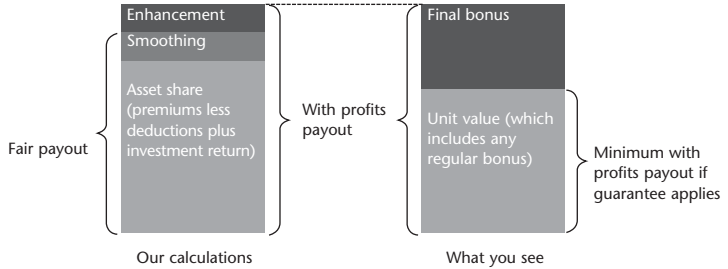 Enhancement
Smoothing
Asset share
(premiums less
deductions plus
investment return)
Fair payout
With profits
payout
Final bonus
Unit value (which
includes any
regular bonus)
Minimum with
profits payout if
guarantee applies
Our calculations
What you see